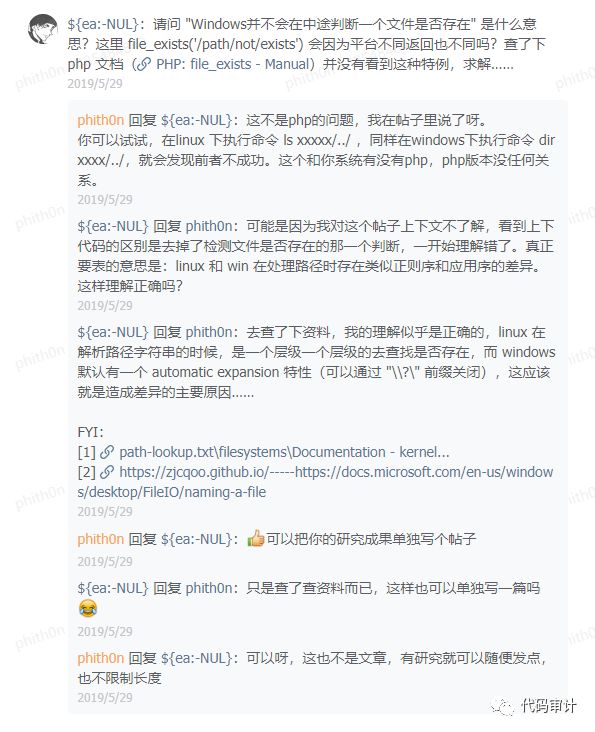 ${ea:-NUL}：请问 "Windows并不会在中途判断一个文件是否存在" 是什么意
思？这里 file_exists('/path/not/exists') 会因为平台不同返回也不同吗？查了下
php 文档（ PHP: file_exists - Manual）并没有看到这种特例，求解......
2019/5/29
phith0n 回复 ${ea:-NUL}：这不是php的问题，我在帖子里说了呀。
你可以试试，在linux 下执行命令 ls xxxxx/../ ，同样在windows下执行命令 dir
xxxx/../，就会发现前者不成功。这个和你系统有没有php，php版本没任何关
系。
2019/5/29
${ea:-NUL} 回复 phith0n：可能是因为我对这个帖子上下文不了解，看到上下
代码的区别是去掉了检测文件是否存在的那一个判断，一开始理解错了。真正
要表的意思是：linux 和 win 在处理路径时存在类似正则序和应用序的差异。
这样理解正确吗？
2019/5/29
${ea:-NUL} 回复 phith0n：去查了下资料，我的理解似乎是正确的，linux 在
解析路径字符串的时候，是一个层级一个层级的去查找是否存在，而 windows
默认有一个 automatic expansion 特性（可以通过 "\\?\" 前缀关闭），这应该
就是造成差异的主要原因......
FYI：
[1] path-lookup.txt\filesystems\Documentation - kernel...
[2] https://zjcqoo.github.io/-----https://docs.microsoft.com/en-us/window
s/desktop/FileIO/naming-a-file
2019/5/29
phith0n 回复 ${ea:-NUL}：👍可以把你的研究成果单独写个帖子
2019/5/29
${ea:-NUL} 回复 phith0n：只是查了查资料而已，这样也可以单独写一篇吗
😂
2019/5/29
phith0n 回复 ${ea:-NUL}：可以呀，这也不是文章，有研究就可以随便发点，
也不限制长度
2019/5/29
代码审计